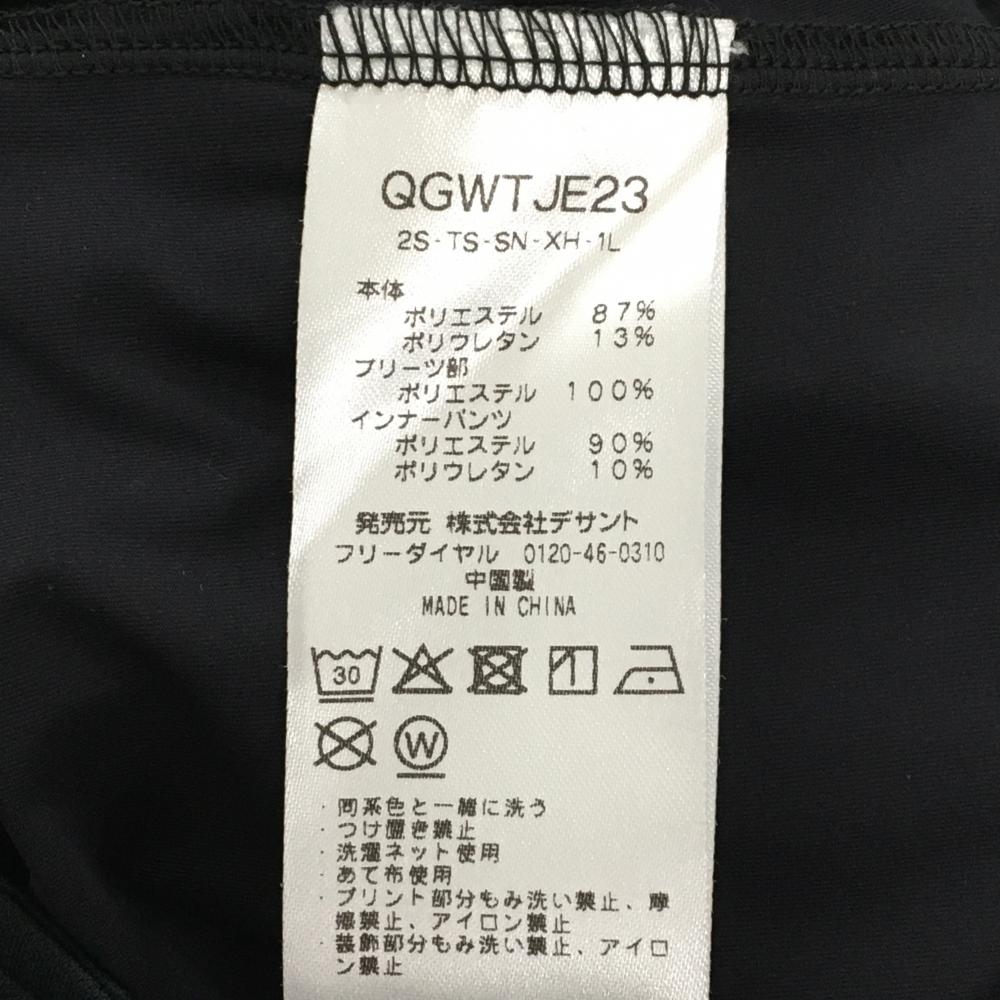 QGWTJE23
2S-TS-SN-XH-1L
本体
ポリエステル 87%
ポリウレタン 13%
プリーツ部
ポリエステル 100%
インナーパンツ
ポリエステル 90%
ポリウレタン 10%
発売元 株式会社デサント
フリーダイヤル 0120-46-0310
中国製
MADE IN CHINA
30
W
・同系色と一緒に洗う
・つけ置き禁止
・洗濯ネット使用
・あて布使用
・プリント部分もみ洗い禁止、摩
擦禁止、アイロン禁止
・装飾部分もみ洗い禁止、アイロ
ン禁止